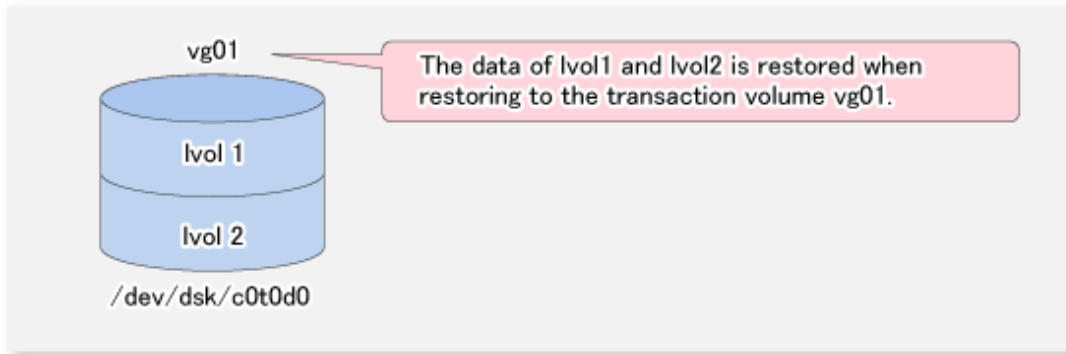 vg01
The data of lvol1 and lvol2 is restored when
restoring to the transaction volume vg01.
lvol 1
lvol 2
/dev/dsk/c0t0d0